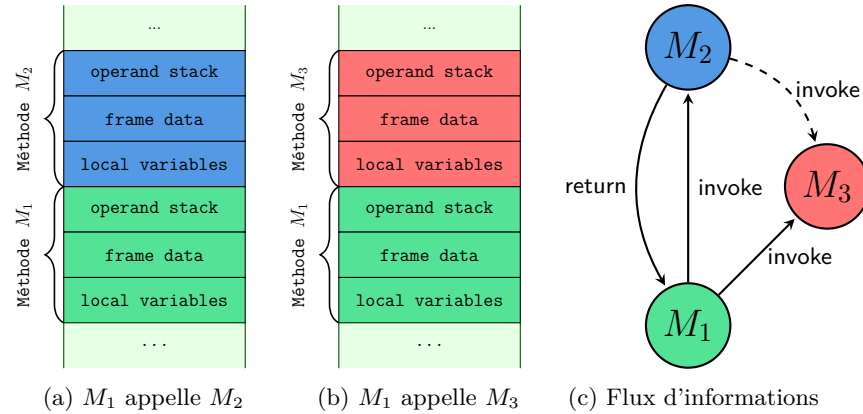 ...
operand stack
frame data
local variables
Méthode M2
operand stack
frame data
local variables
Méthode M1
...
(a) M1 appelle M2
...
operand stack
frame data
local variables
Méthode M3
operand stack
frame data
local variables
Méthode M1
...
(b) M1 appelle M3
M2
invoke
M3
return
invoke
invoke
M1
(c) Flux d'informations